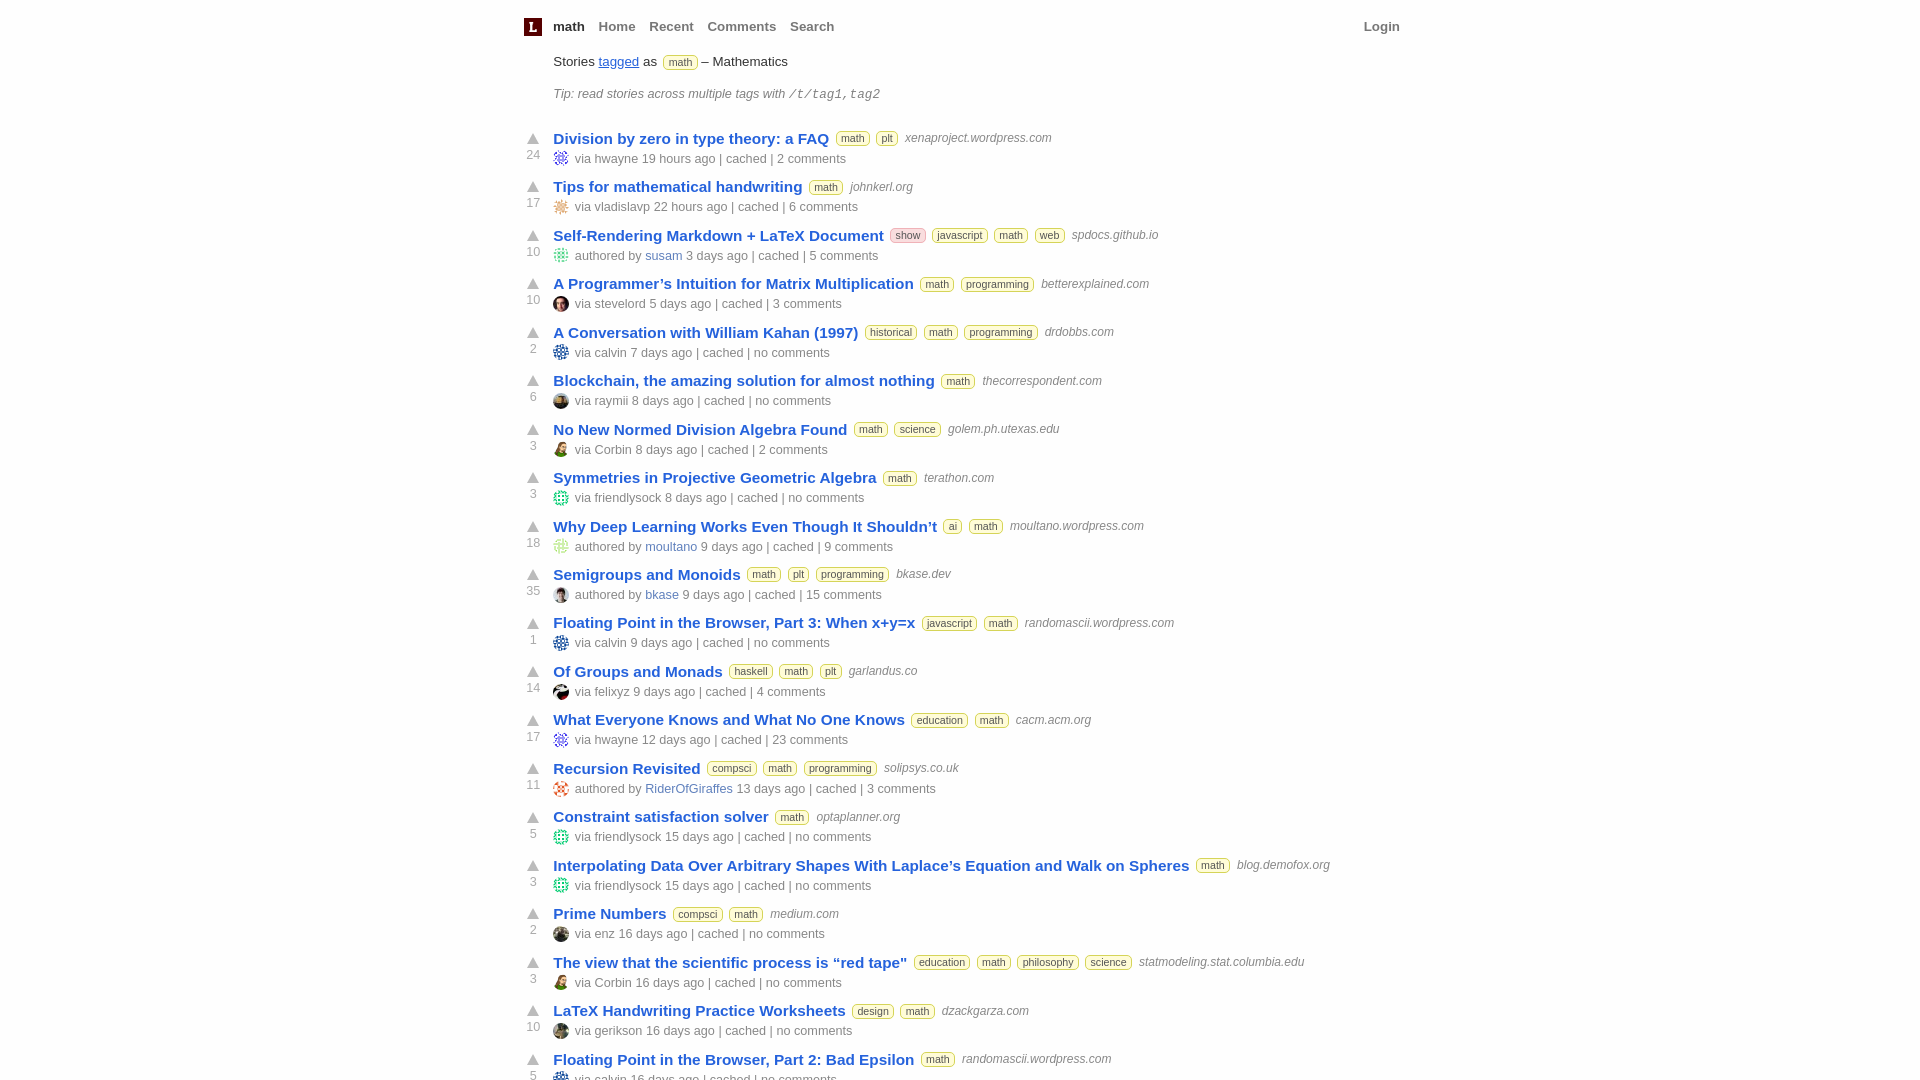 L math Home Recent Comments Search Login
Stories tagged as math – Mathematics
Tip: read stories across multiple tags with /t/tag1,tag2
Division by zero in type theory: a FAQ math plt xenaproject.wordpress.com
24 via hwayne 19 hours ago | cached | 2 comments
Tips for mathematical handwriting math johnkerl.org
17 via vladislavp 22 hours ago | cached | 6 comments
Self-Rendering Markdown + LaTeX Document show javascript math web spdocs.github.io
10 authored by susam 3 days ago | cached | 5 comments
A Programmer’s Intuition for Matrix Multiplication math programming betterexplained.com
10 via stevelord 5 days ago | cached | 3 comments
A Conversation with William Kahan (1997) historical math programming drdobbs.com
2 via calvin 7 days ago | cached | no comments
Blockchain, the amazing solution for almost nothing math thecorrespondent.com
6 via raymii 8 days ago | cached | no comments
No New Normed Division Algebra Found math science golem.ph.utexas.edu
3 via Corbin 8 days ago | cached | 2 comments
Symmetries in Projective Geometric Algebra math terathon.com
3 via friendlysock 8 days ago | cached | no comments
Why Deep Learning Works Even Though It Shouldn’t ai math moultano.wordpress.com
18 authored by moultano 9 days ago | cached | 9 comments
Semigroups and Monoids math plt programming bkase.dev
35 authored by bkase 9 days ago | cached | 15 comments
Floating Point in the Browser, Part 3: When x+y=x javascript math randomascii.wordpress.com
1 via calvin 9 days ago | cached | no comments
Of Groups and Monads haskell math plt garlandus.co
14 via felixyz 9 days ago | cached | 4 comments
What Everyone Knows and What No One Knows education math cacm.acm.org
17 via hwayne 12 days ago | cached | 23 comments
Recursion Revisited compsci math programming solipsys.co.uk
11 authored by RiderOfGiraffes 13 days ago | cached | 3 comments
Constraint satisfaction solver math optaplanner.org
5 via friendlysock 15 days ago | cached | no comments
Interpolating Data Over Arbitrary Shapes With Laplace’s Equation and Walk on Spheres math blog.demofox.org
3 via friendlysock 15 days ago | cached | no comments
Prime Numbers compsci math medium.com
2 via enz 16 days ago | cached | no comments
The view that the scientific process is “red tape" education math philosophy science statmodeling.stat.columbia.edu
3 via Corbin 16 days ago | cached | no comments
LaTeX Handwriting Practice Worksheets design math dzackgarza.com
10 via gerikson 16 days ago | cached | no comments
Floating Point in the Browser, Part 2: Bad Epsilon math randomascii.wordpress.com
5 via calvin 16 days ago | cached | no comments